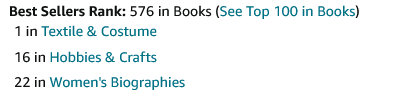 Best Sellers Rank: 576 in Books (See Top 100 in Books)
1 in Textile & Costume
16 in Hobbies & Crafts
22 in Women's Biographies